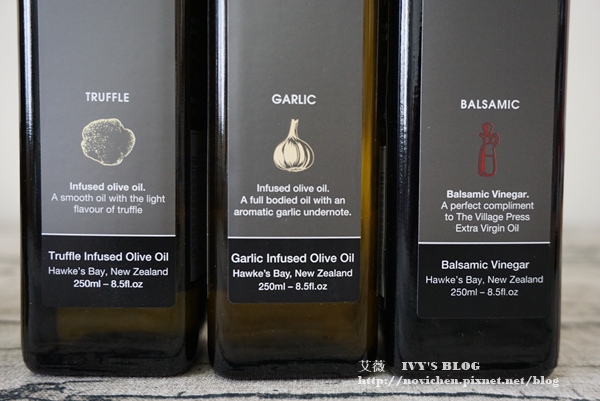 TRUFFLE
Infused olive oil.
A smooth oil with the light
flavour of truffle
Truffle Infused Olive Oil
Hawke's Bay, New Zealand
250ml – 8.5fl.oz
GARLIC
Infused olive oil.
A full bodied oil with an
aromatic garlic undernote.
Garlic Infused Olive Oil
Hawke's Bay, New Zealand
250ml – 8.5fl.oz
BALSAMIC
Balsamic Vinegar.
A perfect compliment
to The Village Press
Extra Virgin Oil
Balsamic Vinegar
Hawke's Bay, New Zealand
250ml – 8.5fl.oz
艾薇 IVY'S BLOG
http://novichen.pixnet.net/blog